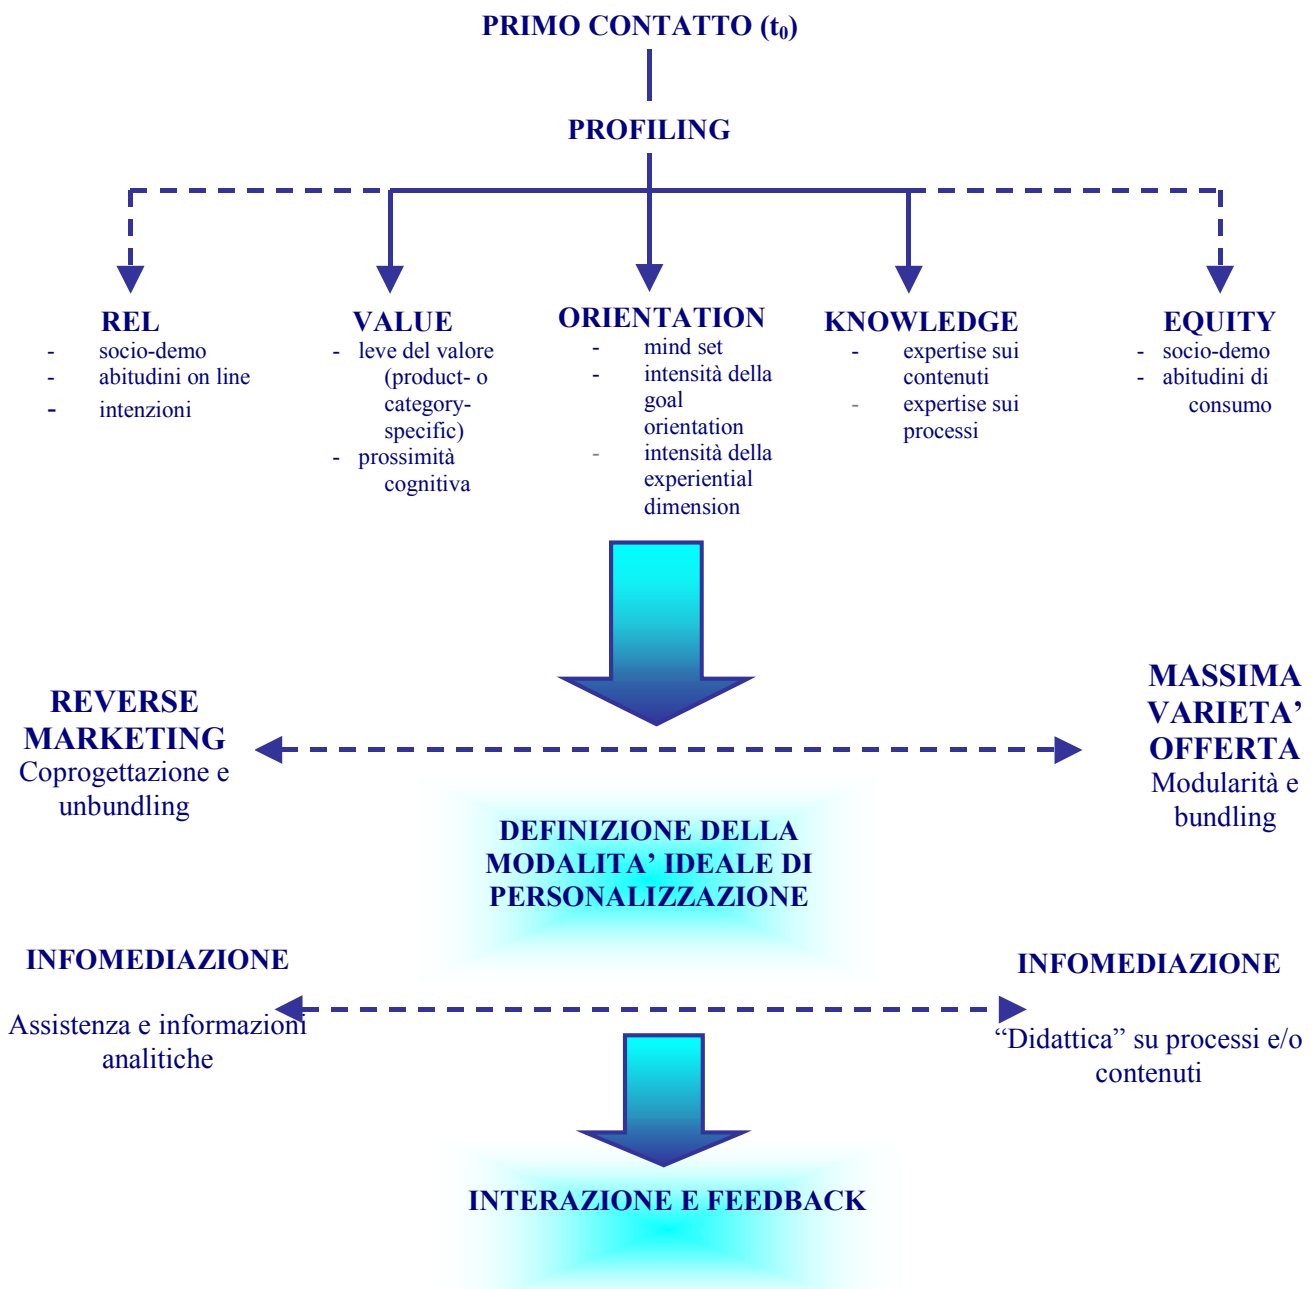 PRIMO CONTATTO (t0)
PROFILING
REL
- socio-demo
- abitudini on line
- intenzioni
VALUE
- leve del valore
(product- o
category-
specific)
- prossimità
cognitiva
ORIENTATION
- mind set
- intensità della
goal
orientation
- intensità della
experiential
dimension
KNOWLEDGE
- expertise sui
contenuti
- expertise sui
processi
EQUITY
- socio-demo
- abitudini di
consumo
REVERSE
MARKETING
Coprogettazione e
unbundling
MASSIMA
VARIETA’
OFFERTA
Modularità e
bundling
DEFINIZIONE DELLA
MODALITA’ IDEALE DI
PERSONALIZZAZIONE
INFOMEDIAZIONE
Assistenza e informazioni
analitiche
INFOMEDIAZIONE
“Didattica” su processi e/o
contenuti
INTERAZIONE E FEEDBACK